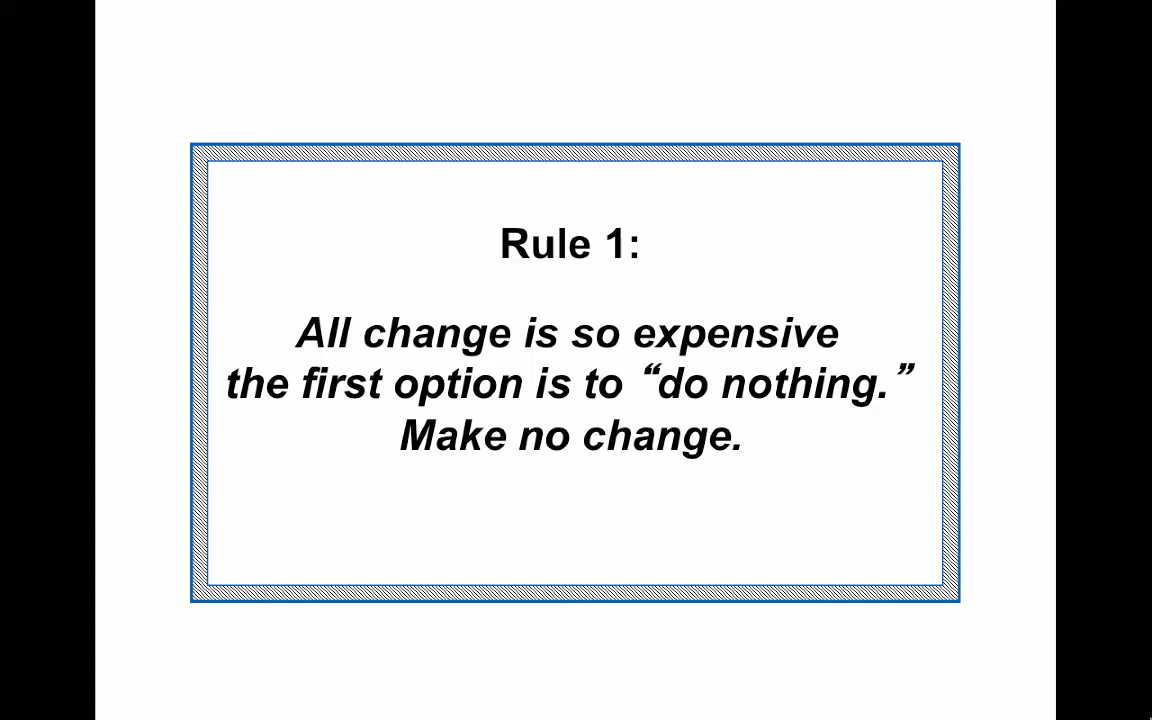 Rule 1:
All change is so expensive
the first option is to “do nothing.”
Make no change.